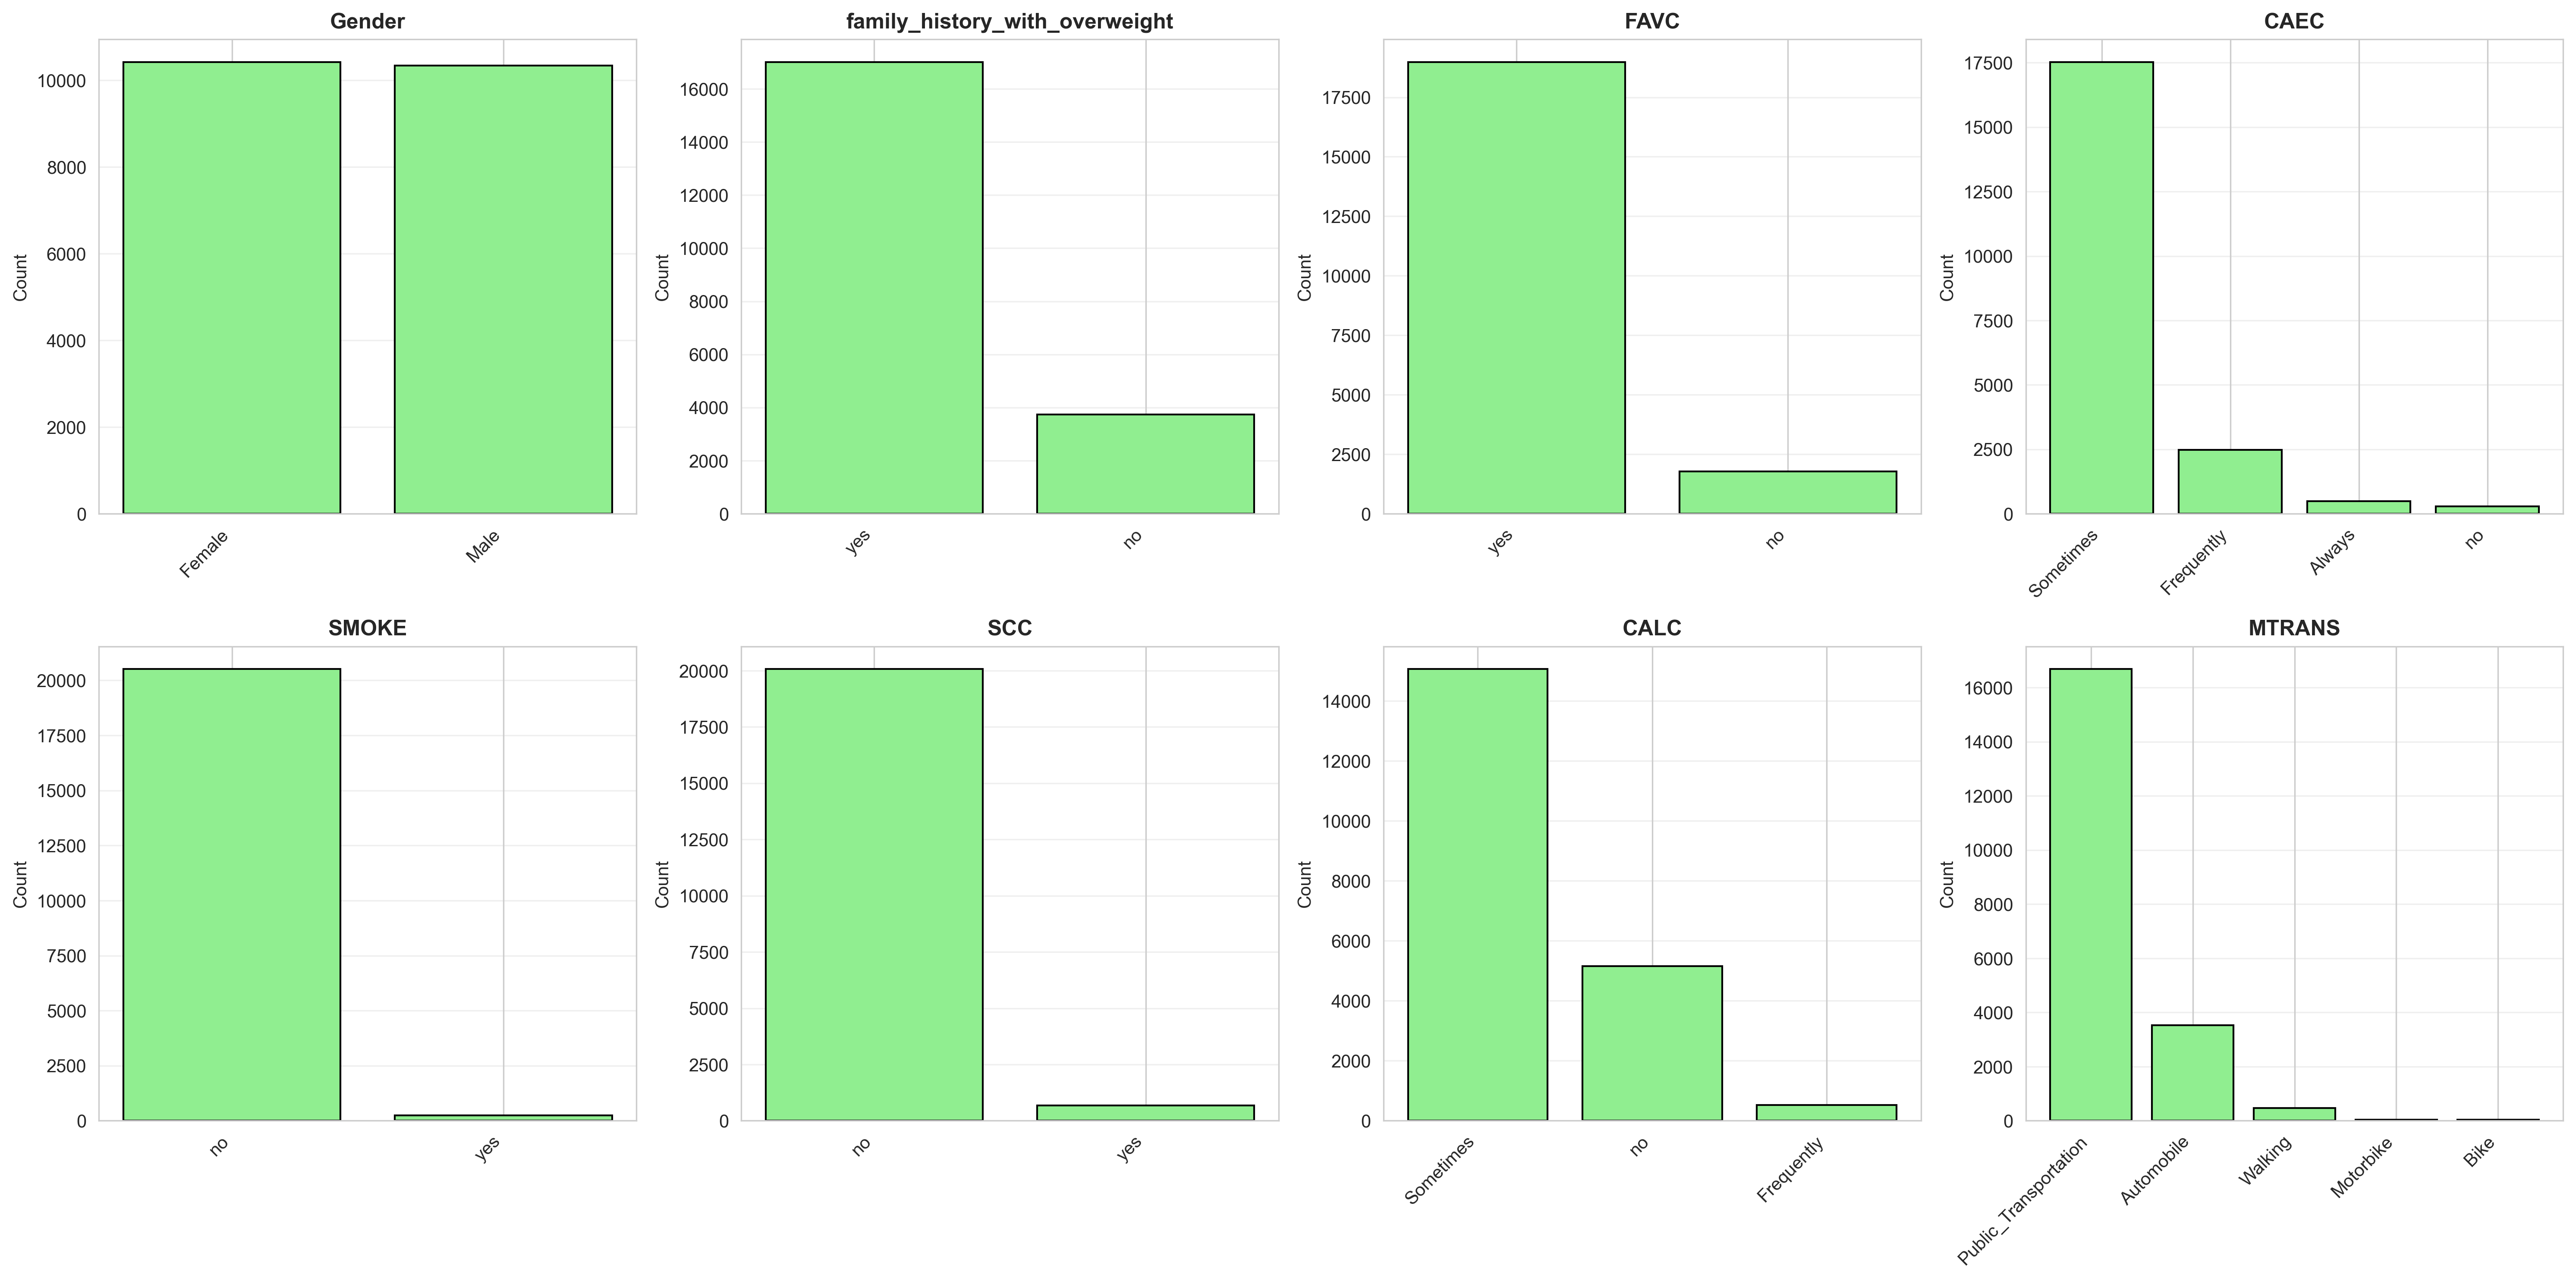 Gender
Count
10000
8000
6000
4000
2000
0
Female
Male
family_history_with_overweight
Count
16000
14000
12000
10000
8000
6000
4000
2000
0
yes
no
FAVC
Count
17500
15000
12500
10000
7500
5000
2500
0
yes
no
CAEC
Count
17500
15000
12500
10000
7500
5000
2500
0
Sometimes
Frequently
Always
no
SMOKE
Count
20000
17500
15000
12500
10000
7500
5000
2500
0
no
yes
SCC
Count
20000
17500
15000
12500
10000
7500
5000
2500
0
no
yes
CALC
Count
14000
12000
10000
8000
6000
4000
2000
0
Sometimes
no
Frequently
MTRANS
Count
16000
14000
12000
10000
8000
6000
4000
2000
0
Public_Transportation
Automobile
Walking
Motorbike
Bike